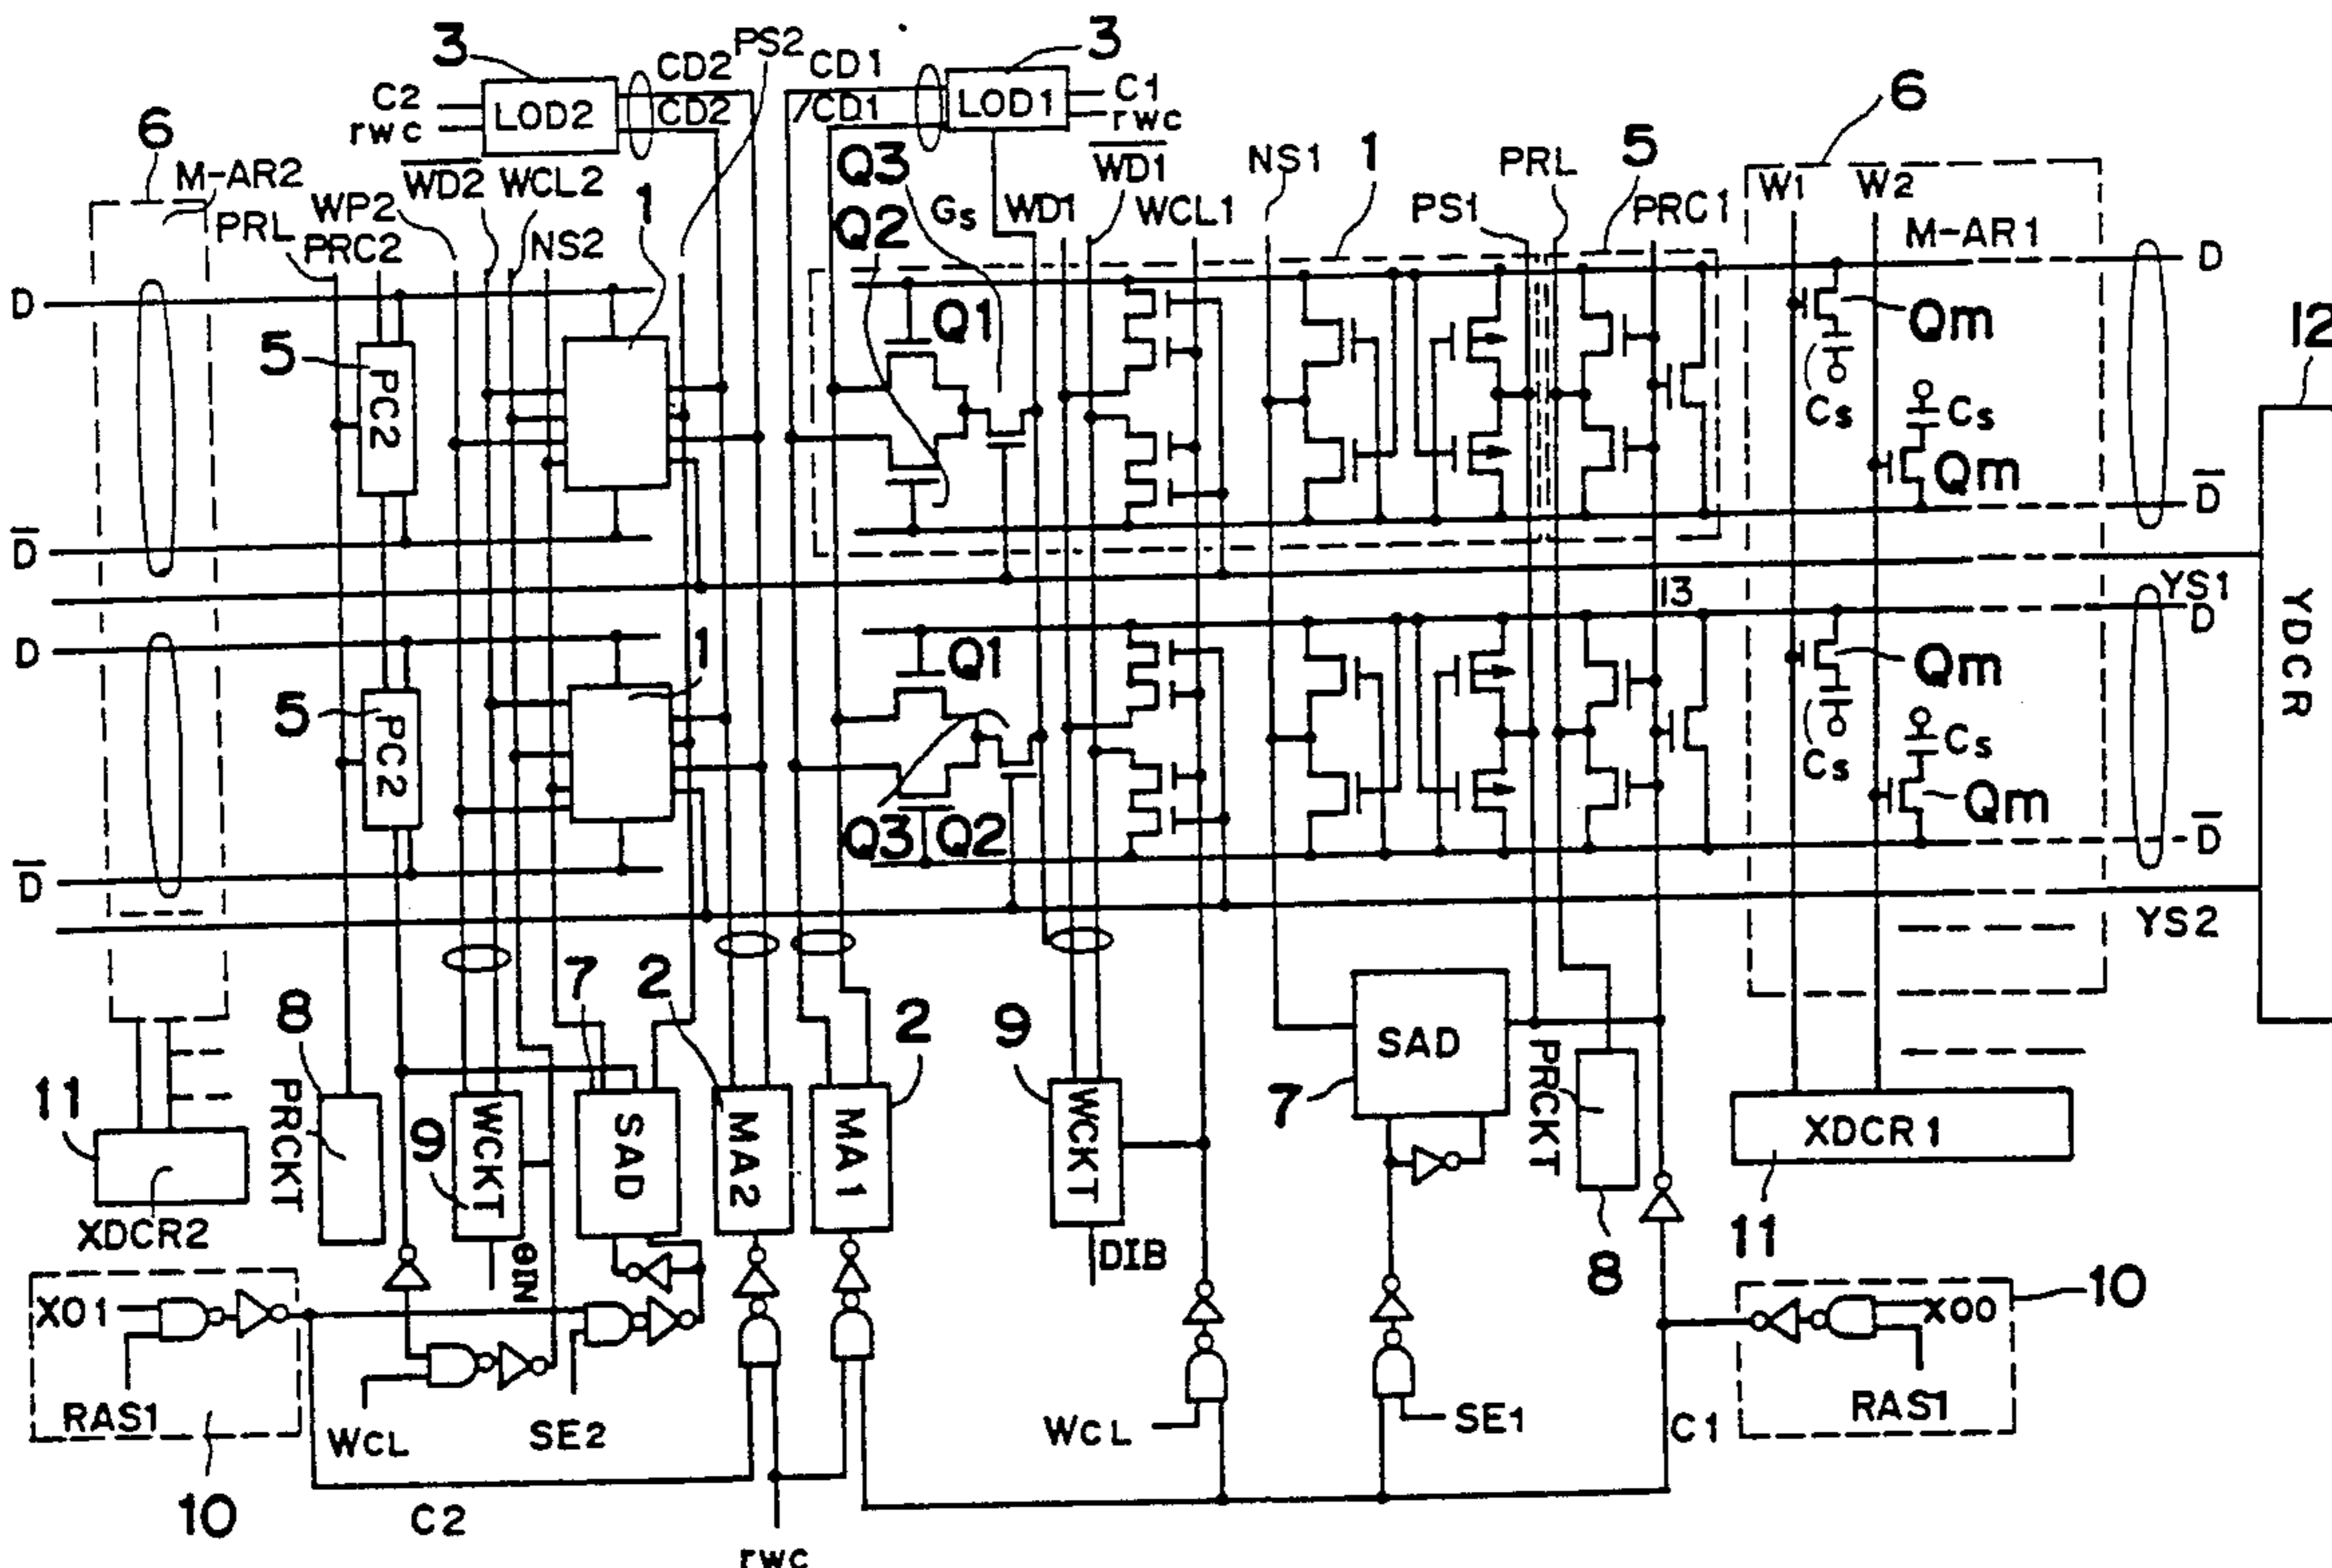 3
PS2
3
CD2
CD1
C2
rwc
LOD2
CD2
/CD1
LOD1
C1
rwc
6
6
M-AR2
WD2
WCL2
1
Q3
WD1
NS1
1
PRL
5
W1
W2
WP2
PRL
PRC2
NS2
Q2
Gs
WD1
WCL1
PS1
PRC1
M-AR1
D
D
Q1
Qm
12
5
PC2
Cs
Cs
Qm
D
D
YS1
13
D
D
1
Q1
Qm
YDCR
5
PC2
Cs
Cs
Qm
Q3
Q2
D
D
YS2
7
2
8
9
2
SAD
7
PRCKT
11
PRCKT
9
WCKT
SAD
MA2
MA1
WCKT
XDCR1
XDCR2
DIB
8
11
10
XO1
XOO
RAS1
WCL
SE2
WCL
SE1
C1
RAS1
10
C2
rwc